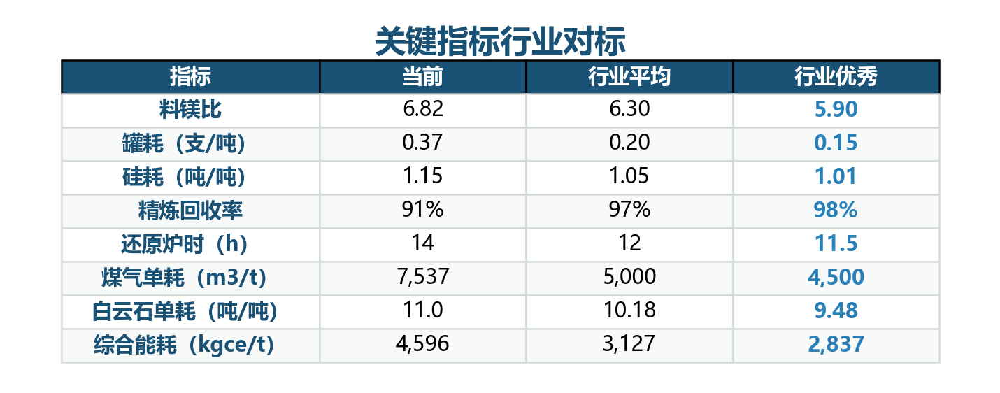 关键指标行业对标
指标 当前 行业平均 行业优秀
料镁比 6.82 6.30 5.90
罐耗（支/吨） 0.37 0.20 0.15
硅耗（吨/吨） 1.15 1.05 1.01
精炼回收率 91% 97% 98%
还原炉时（h） 14 12 11.5
煤气单耗（m3/t） 7,537 5,000 4,500
白云石单耗（吨/吨） 11.0 10.18 9.48
综合能耗（kgce/t） 4,596 3,127 2,837